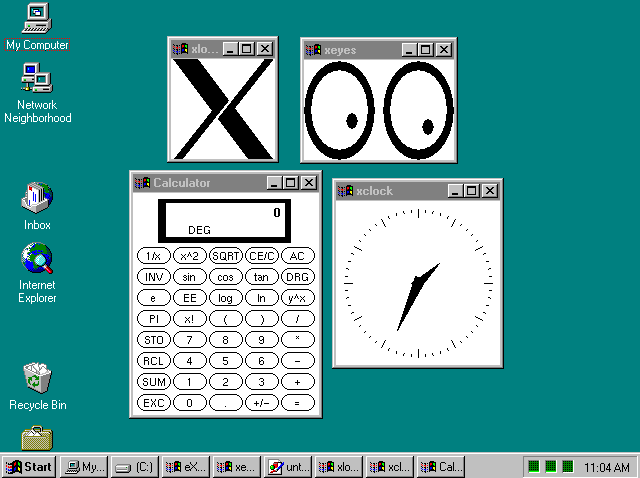 My Computer
Network
Neighborhood
Inbox
Internet
Explorer
Recycle Bin
xlo...
xeyes
Calculator
0
DEG
1/x x^2 SQRT CE/C AC
INV sin cos tan DRG
e EE log ln y^x
PI x! ( ) /
STO 7 8 9 *
RCL 4 5 6 -
SUM 1 2 3 +
EXC 0 . +/- =
xclock
Start My... (C:) eX... xe... unt... xlo... xcl... Cal... 11:04 AM